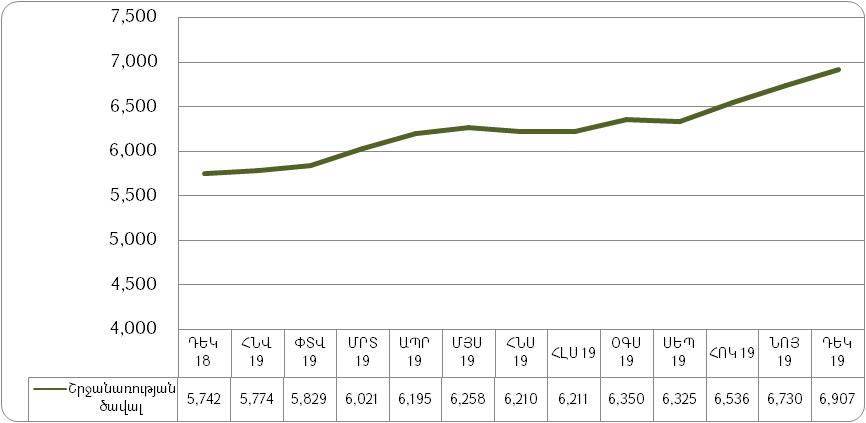 7,500
7,000
6,500
6,000
5,500
5,000
4,500
4,000
ԴԵԿ 18 ՀՆՎ 19 ՓՏՎ 19 ՄՐՏ 19 ԱՊՐ 19 ՄՅՍ 19 ՀՆՍ 19 ՀԼՍ 19 ՕԳՍ 19 ՍԵՊ 19 ՀՈԿ 19 ՆՈՅ 19 ԴԵԿ 19
Շրջանառության
ծավալ
5,742 5,774 5,829 6,021 6,195 6,258 6,210 6,211 6,350 6,325 6,536 6,730 6,907